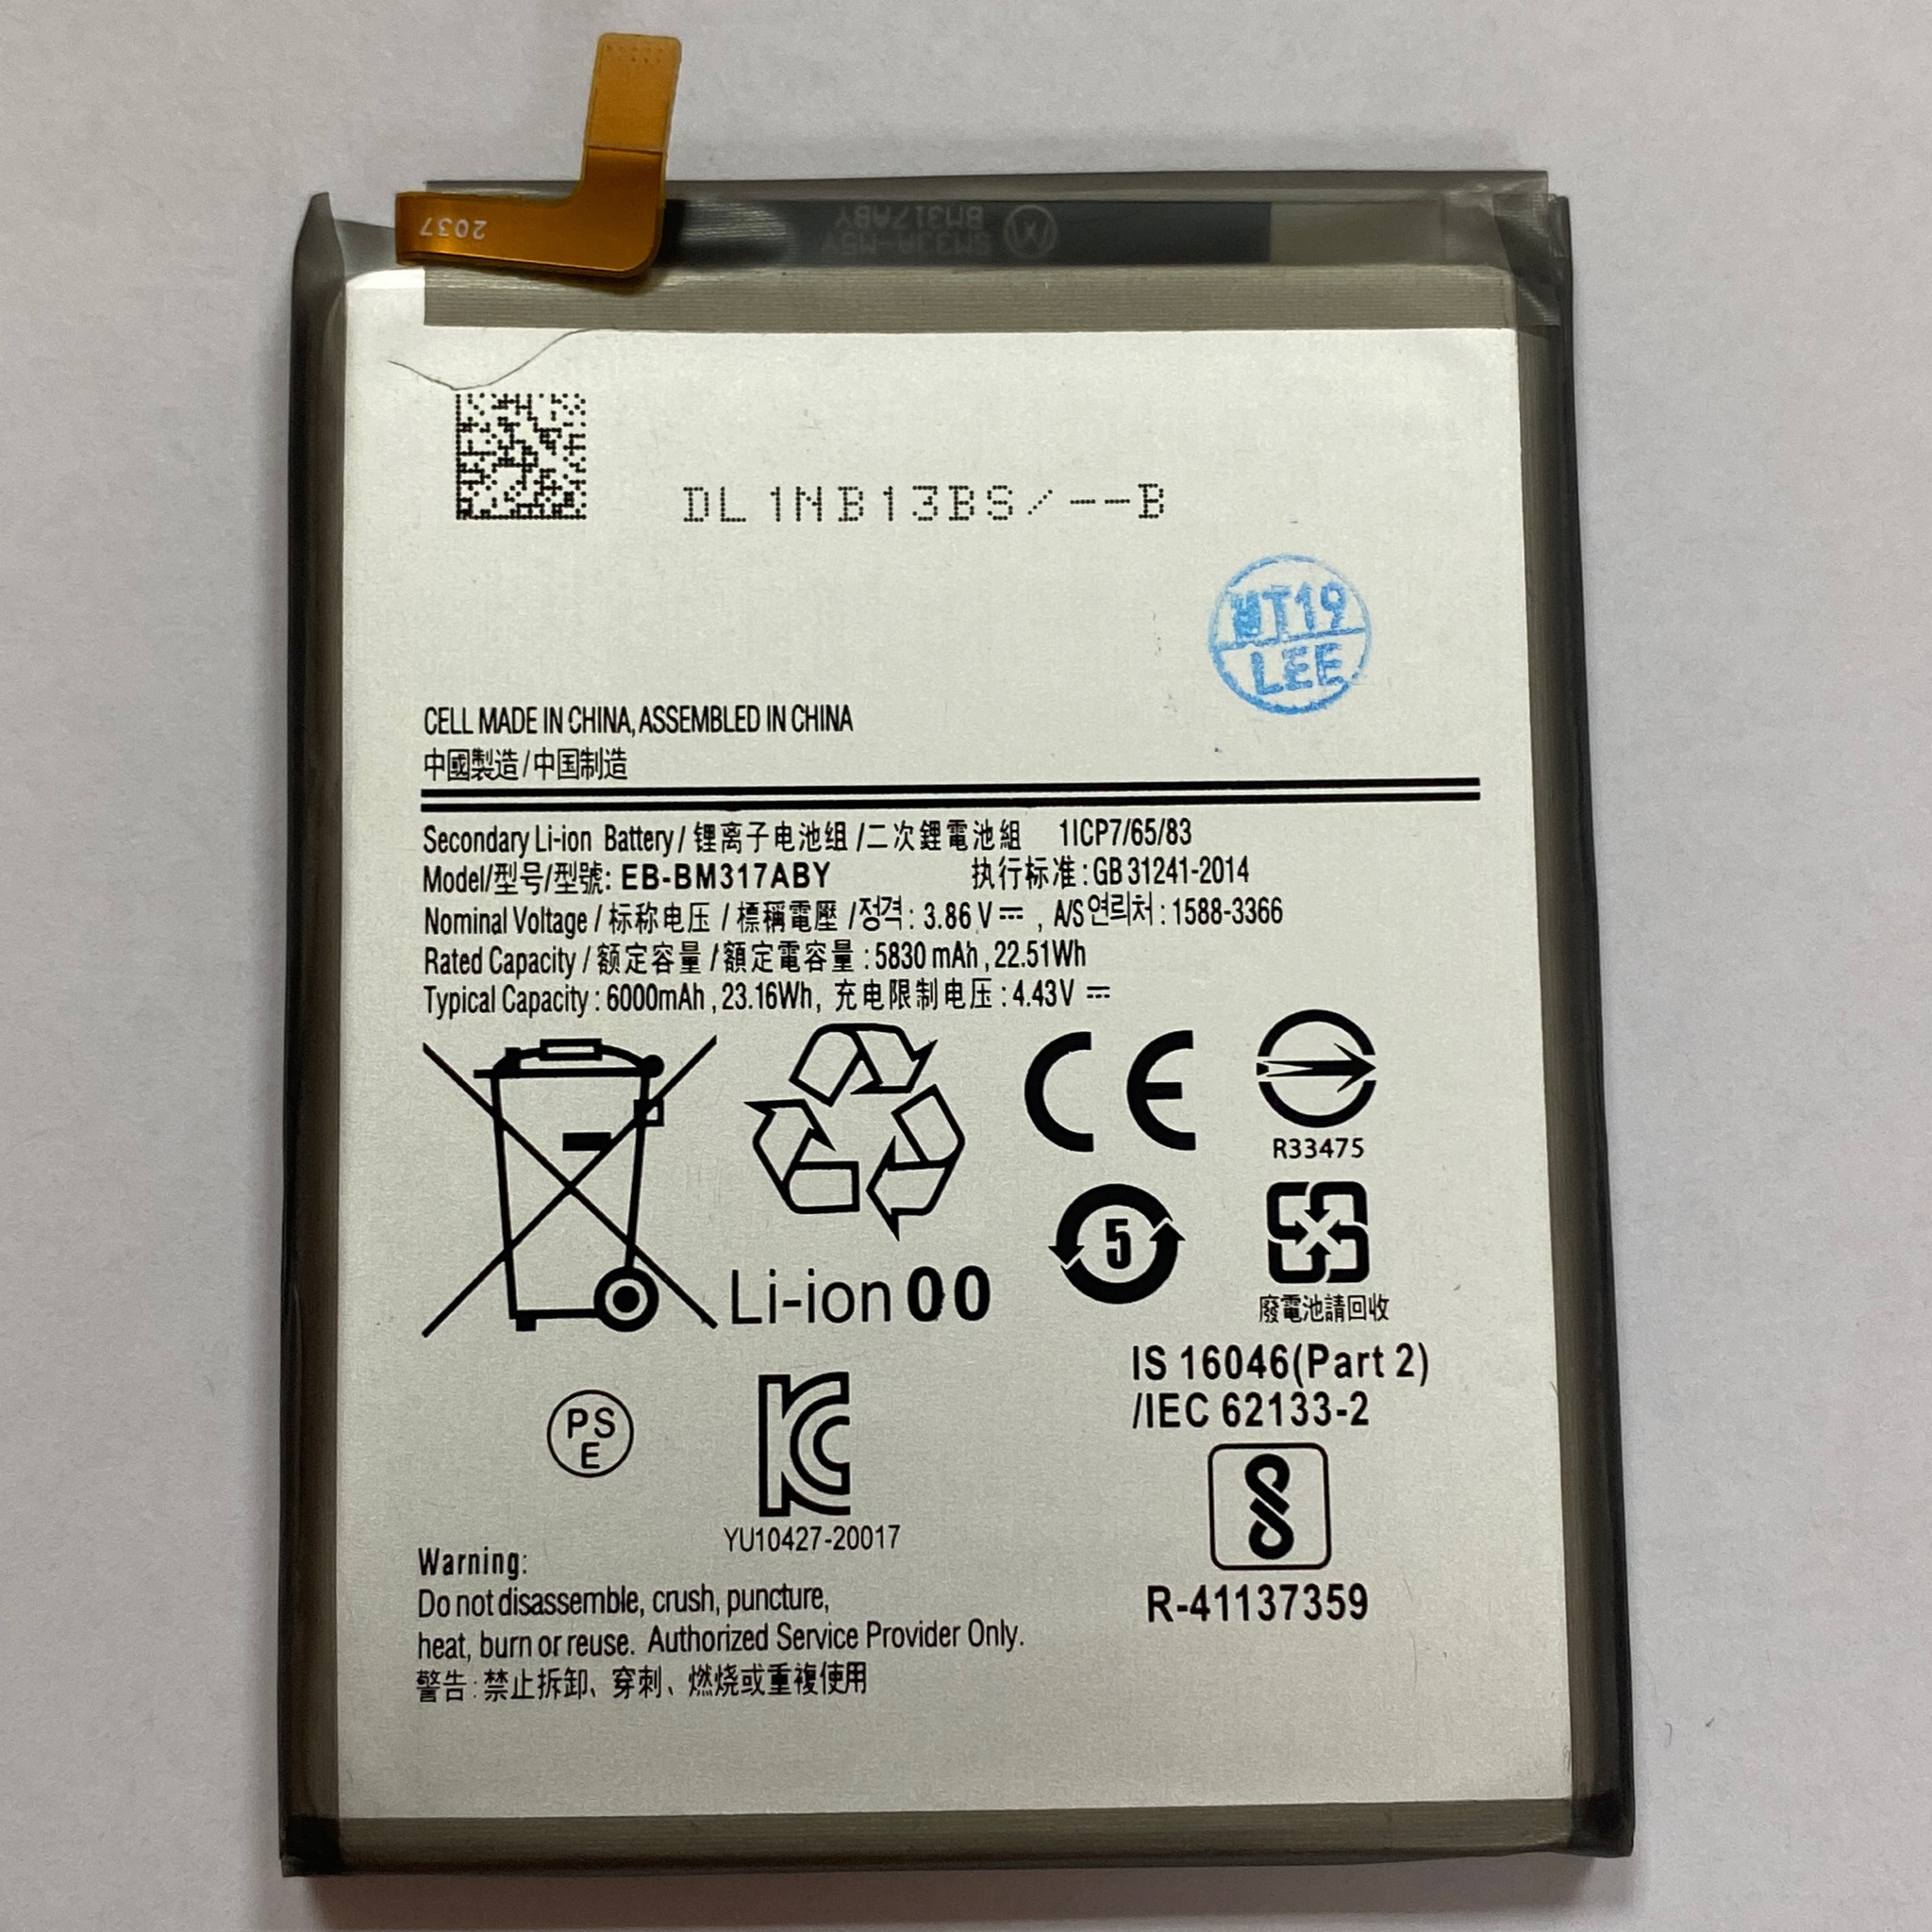 2037
BM317ABY
DL1NB13BS/--B
MT19
LEE
CELL MADE IN CHINA, ASSEMBLED IN CHINA
中國製造/中国制造
Secondary Li-ion Battery/锂离子电池组/二次鋰電池組 1ICP7/65/83
Model/型号/型號: EB-BM317ABY 执行标准:GB 31241-2014
Nominal Voltage / 标称电压 / 標稱電壓 /정격: 3.86 V⎓ , A/S연리처: 1588-3366
Rated Capacity / 额定容量 / 額定電容量 : 5830 mAh , 22.51Wh
Typical Capacity : 6000mAh , 23.16Wh, 充电限制电压 : 4.43V ⎓
CE
R33475
5
Li-ion 00
廢電池請回收
IS 16046(Part 2)
/IEC 62133-2
PS
E
KC
YU10427-20017
R-41137359
Warning:
Do not disassemble, crush, puncture,
heat, burn or reuse. Authorized Service Provider Only.
警告:禁止拆卸、穿刺、燃烧或重複使用